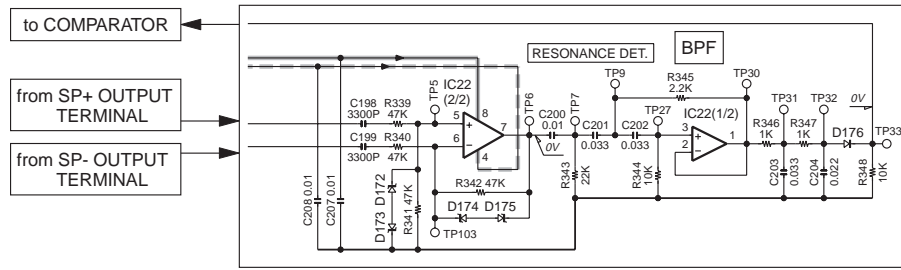 to COMPARATOR
from SP+ OUTPUT
TERMINAL
from SP- OUTPUT
TERMINAL
RESONANCE DET.
BPF
C198
3300P
R339
47K
C199
3300P
R340
47K
TP5
IC22
(2/2)
5
6
8
7
4
+
−
TP6
C200
0.01
0V
TP7
C201
0.033
TP9
C202
0.033
R345
2.2K
TP27
TP30
IC22(1/2)
3
2
1
+
−
R346
1K
TP31
R347
1K
TP32
D176
0V
TP33
C208 0.01
C207 0.01
D173
D172
R341 47K
R342 47K
D174
D175
TP103
R343
22K
R344
10K
C203
0.033
C204
0.022
R348
10K